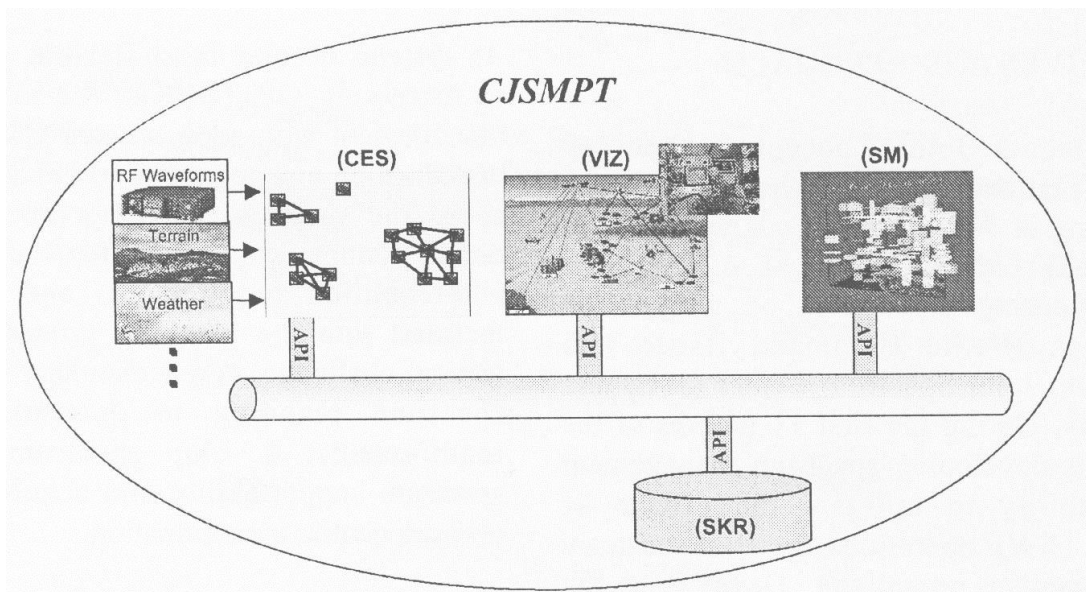 CJSMPT
(CES)
(VIZ)
(SM)
RF Waveforms
Terrain
Weather
API
API
API
API
(SKR)